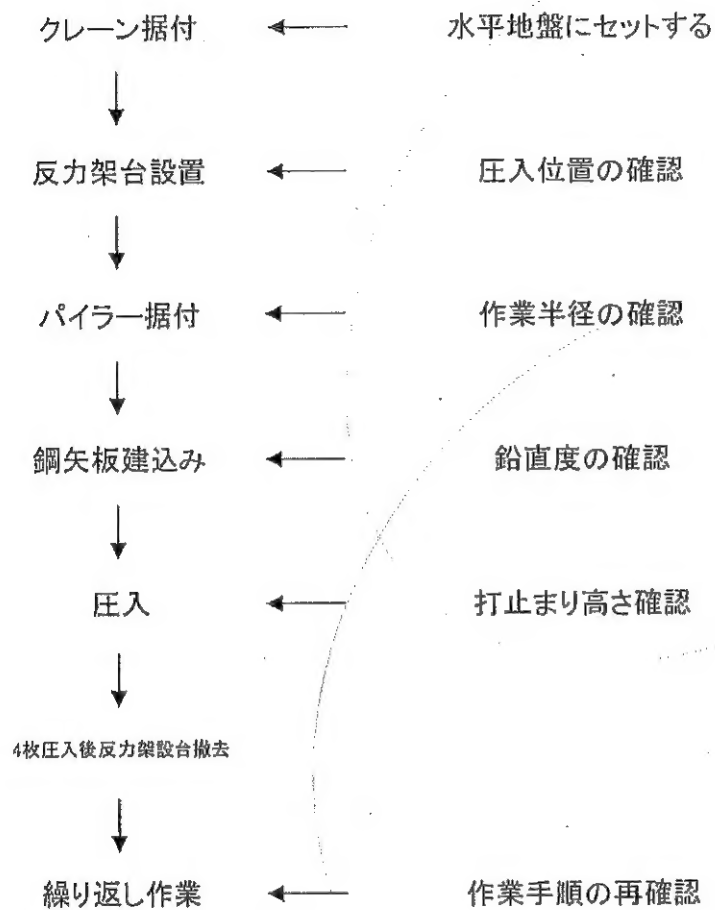 クレーン据付
水平地盤にセットする
反力架台設置
圧入位置の確認
パイラー据付
作業半径の確認
鋼矢板建込み
鉛直度の確認
圧入
打止まり高さ確認
4枚圧入後反力架設台撤去
繰り返し作業
作業手順の再確認